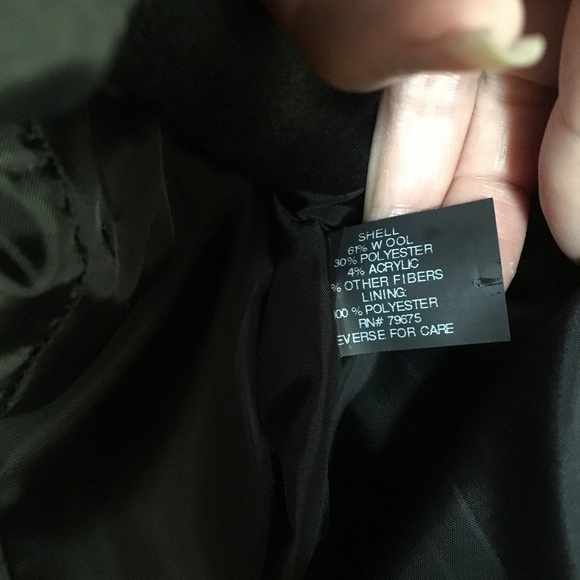 SHELL
61% WOOL
30% POLYESTER
4% ACRYLIC
% OTHER FIBERS
LINING:
00 % POLYESTER
RN# 79675
EVERSE FOR CARE